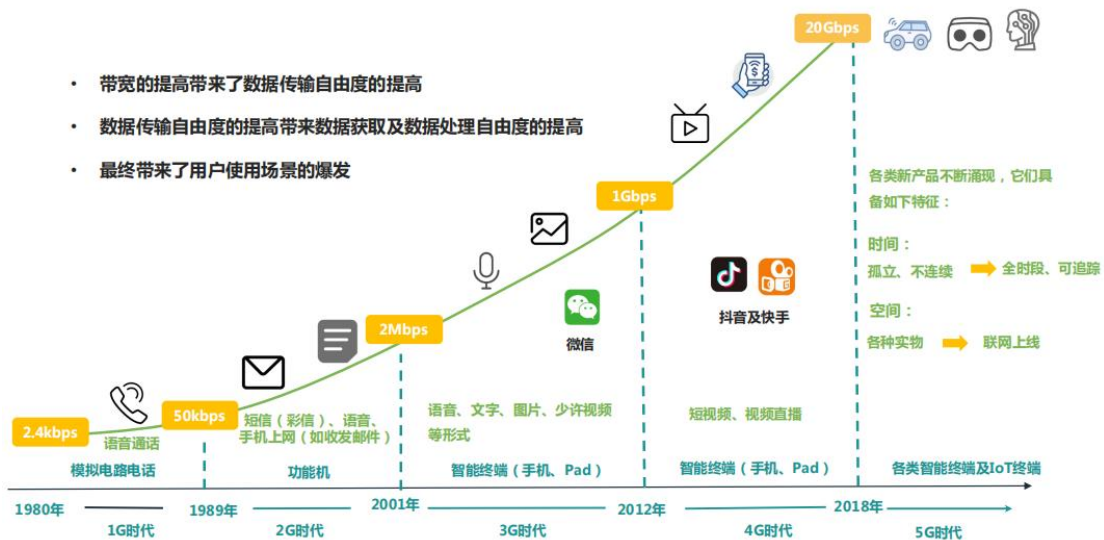 20Gbps
• 带宽的提高带来了数据传输自由度的提高
• 数据传输自由度的提高带来数据获取及数据处理自由度的提高
• 最终带来了用户使用场景的爆发
各类新产品不断涌现，它们具
备如下特征：
1Gbps
时间：
孤立、不连续
全时段、可追踪
空间：
各种实物
联网上线
抖音及快手
2Mbps
微信
50kbps
2.4kbps
语音通话
短信（彩信）、语音、
手机上网（如收发邮件）
语音、文字、图片、少许视频
等形式
短视频、视频直播
模拟电路电话
功能机
智能终端（手机、Pad）
智能终端（手机、Pad）
各类智能终端及IoT终端
1980年
1989年
2001年
2012年
2018年
1G时代
2G时代
3G时代
4G时代
5G时代